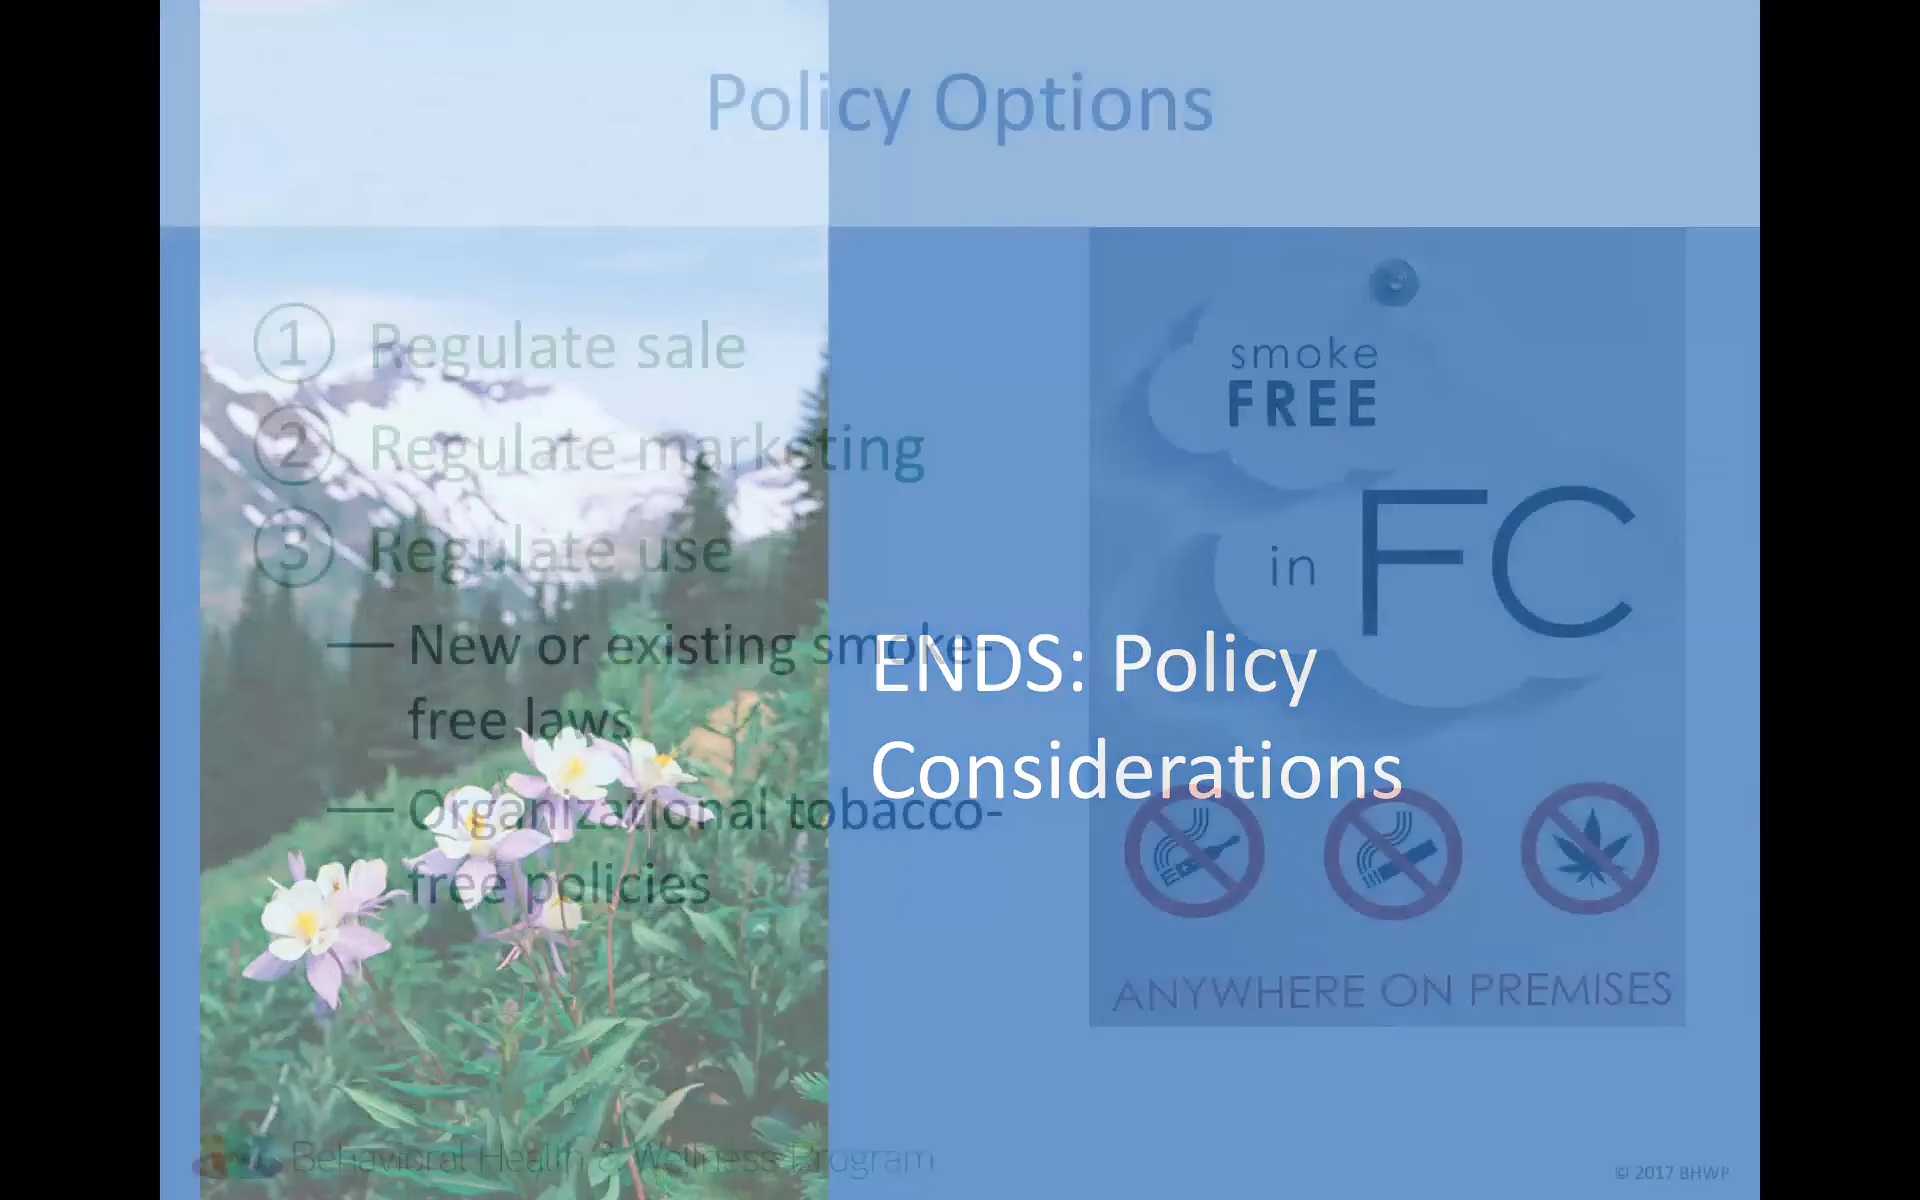 Policy Options
1 Regulate sale
2 Regulate marketing
3 Regulate use
— New or existing smoke-
free laws
— Organizational tobacco-
free policies
smoke
FREE
in FC
ANYWHERE ON PREMISES
ENDS: Policy
Considerations
Behavioral Health & Wellness Program
© 2017 BHWP